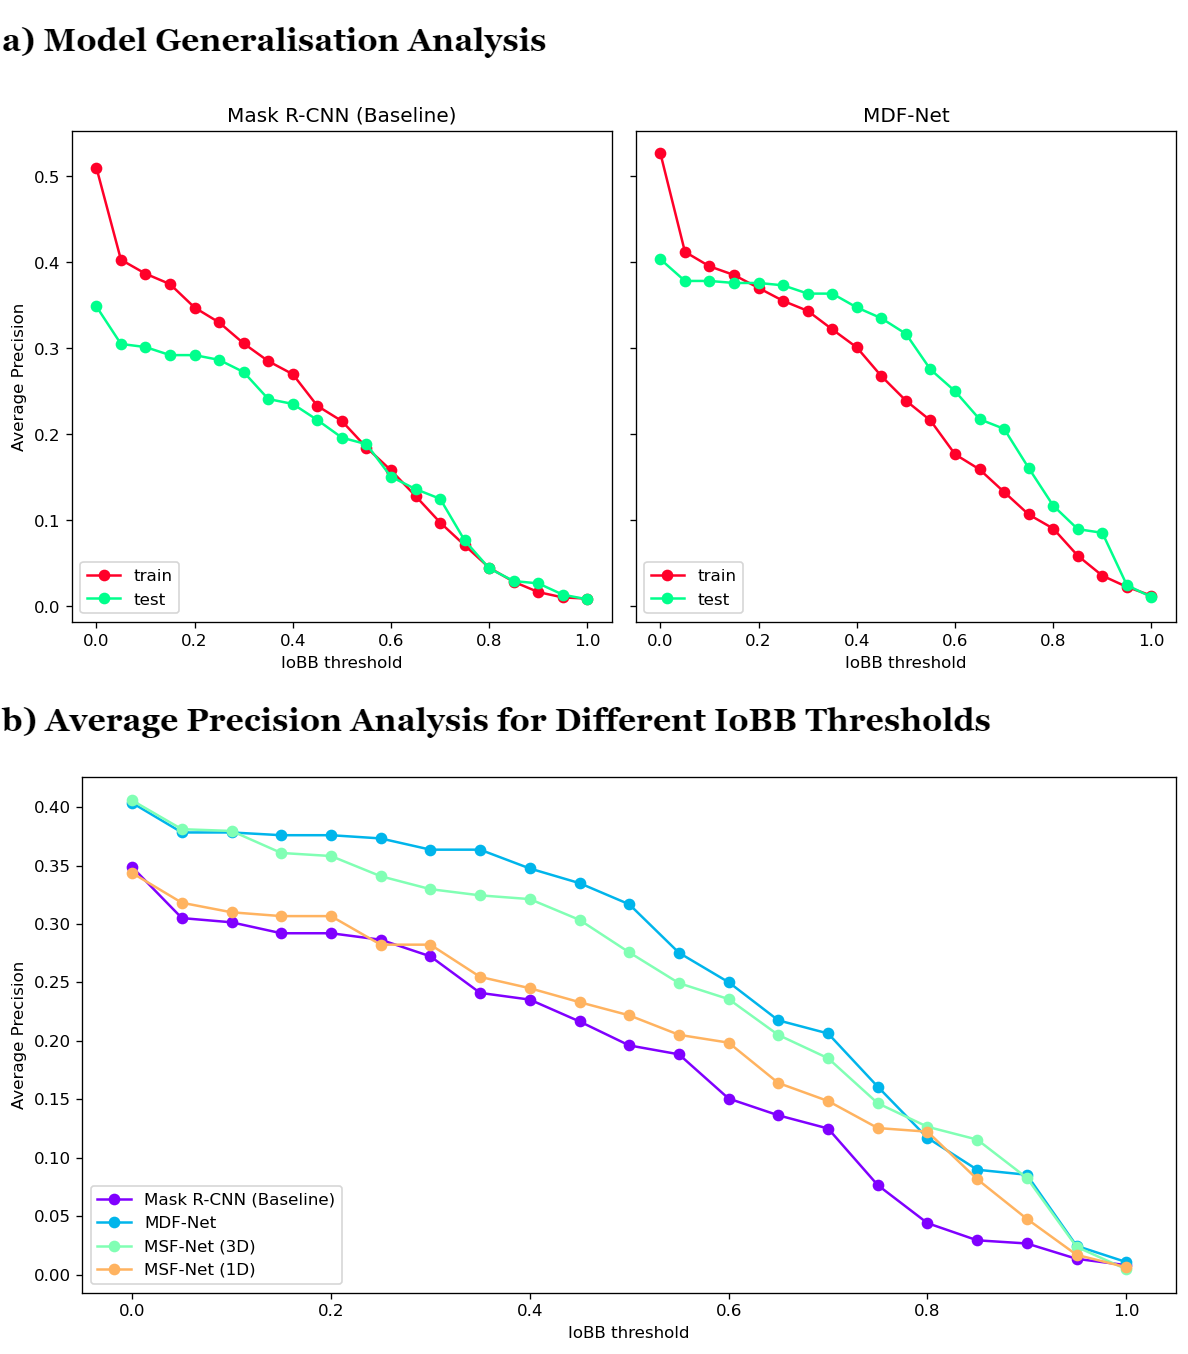 a) Model Generalisation Analysis
Mask R-CNN (Baseline)
MDF-Net
Average Precision
0.5
0.4
0.3
0.2
0.1
0.0
train
test
train
test
0.0 0.2 0.4 0.6 0.8 1.0
0.0 0.2 0.4 0.6 0.8 1.0
IoBB threshold
IoBB threshold
b) Average Precision Analysis for Different IoBB Thresholds
Average Precision
0.40
0.35
0.30
0.25
0.20
0.15
0.10
0.05
0.00
Mask R-CNN (Baseline)
MDF-Net
MSF-Net (3D)
MSF-Net (1D)
0.0 0.2 0.4 0.6 0.8 1.0
IoBB threshold